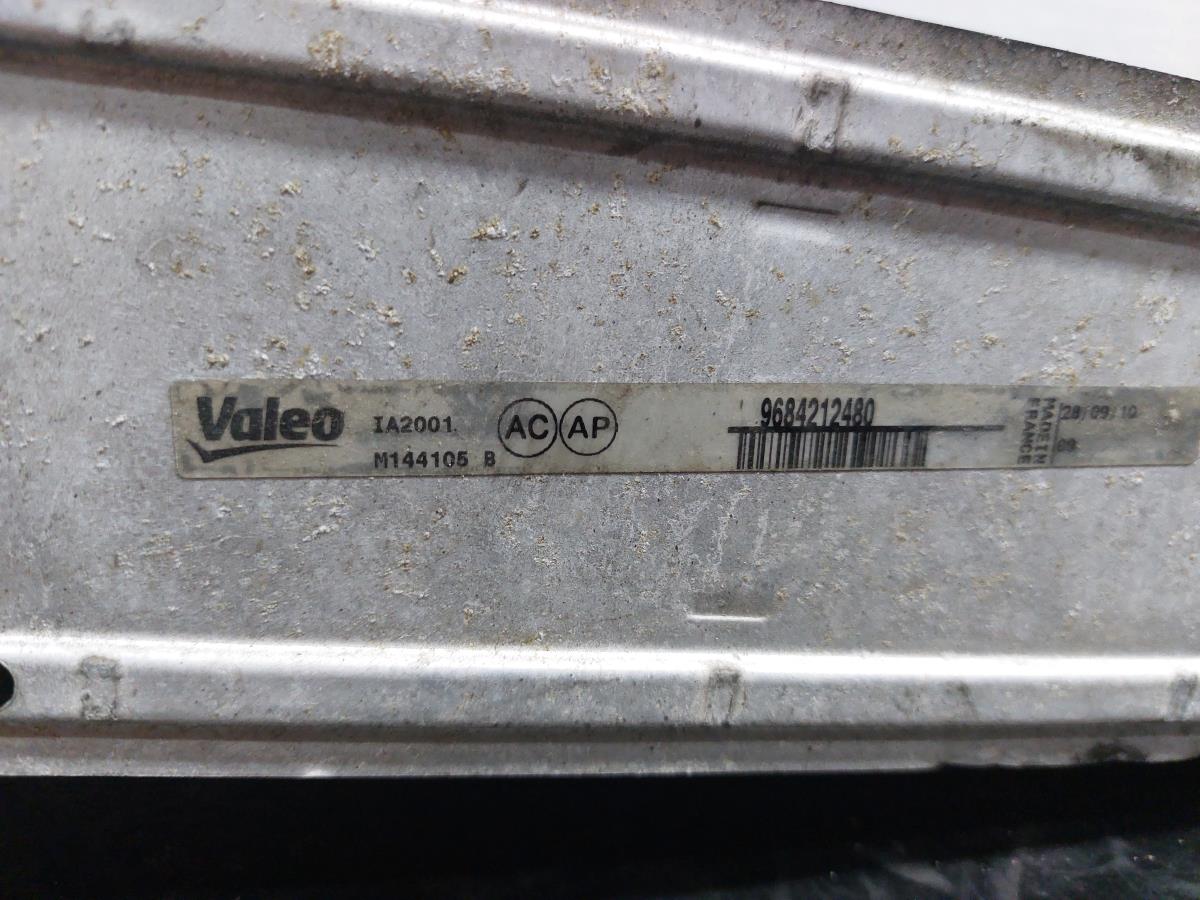 Valeo
IA2001.
M144105 B
AC AP
9684212480
MADE IN
FRANCE
28/09/10